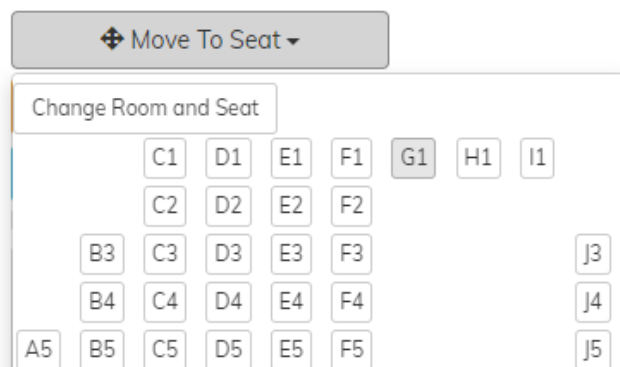 Move To Seat
Change Room and Seat
C1 D1 E1 F1 G1 H1 I1
C2 D2 E2 F2
B3 C3 D3 E3 F3 J3
B4 C4 D4 E4 F4 J4
A5 B5 C5 D5 E5 F5 J5